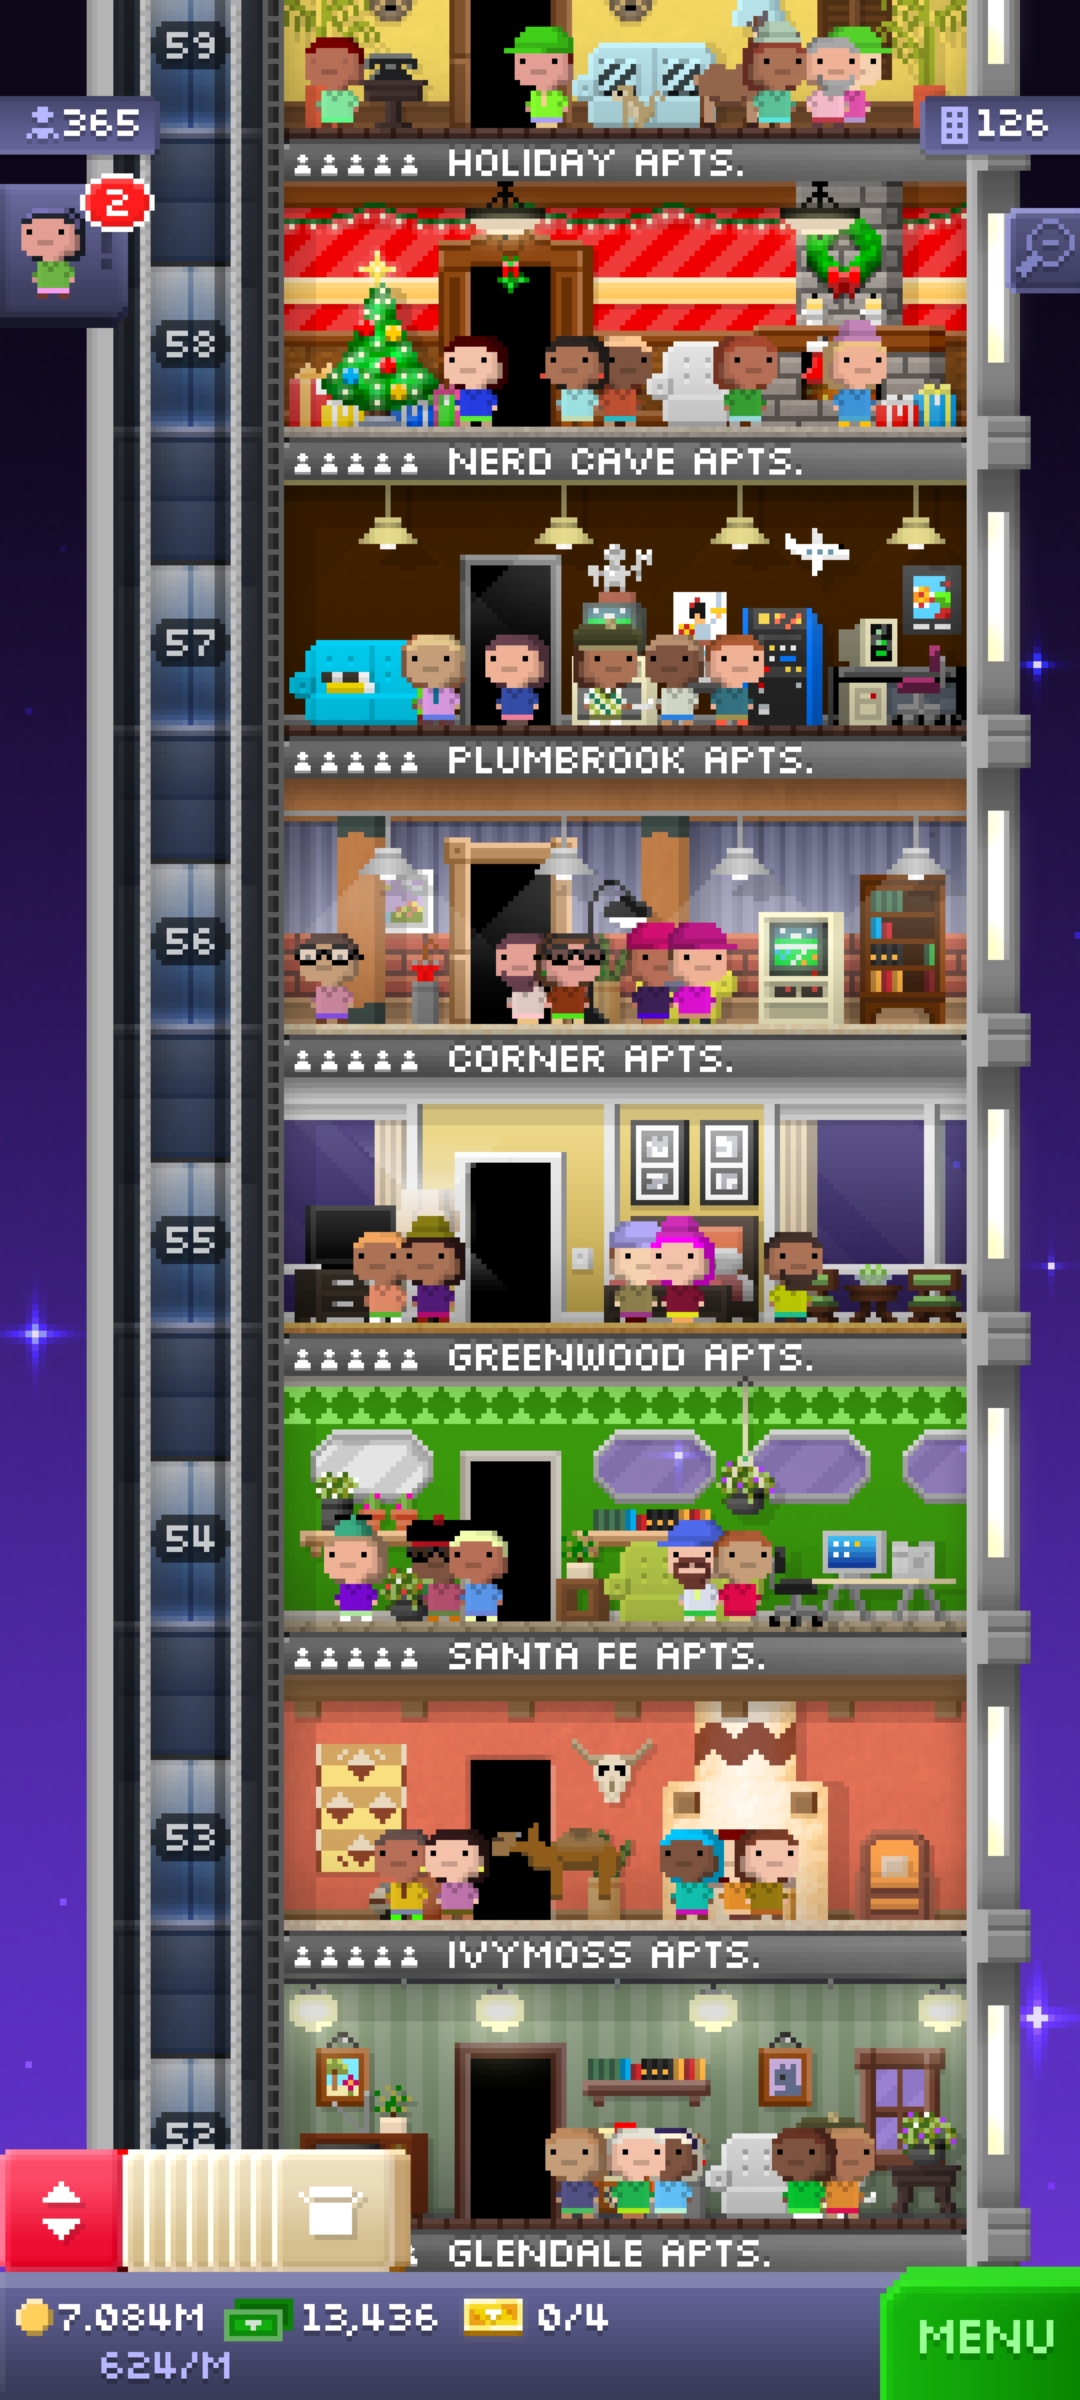 59
365
126
HOLIDAY APTS.
2
58
NERD CAVE APTS.
57
PLUMBROOK APTS.
56
CORNER APTS.
55
GREENWOOD APTS.
54
SANTA FE APTS.
53
IVYMOSS APTS.
52
GLENDALE APTS.
7.084M 13,436 0/4
624/M
MENU